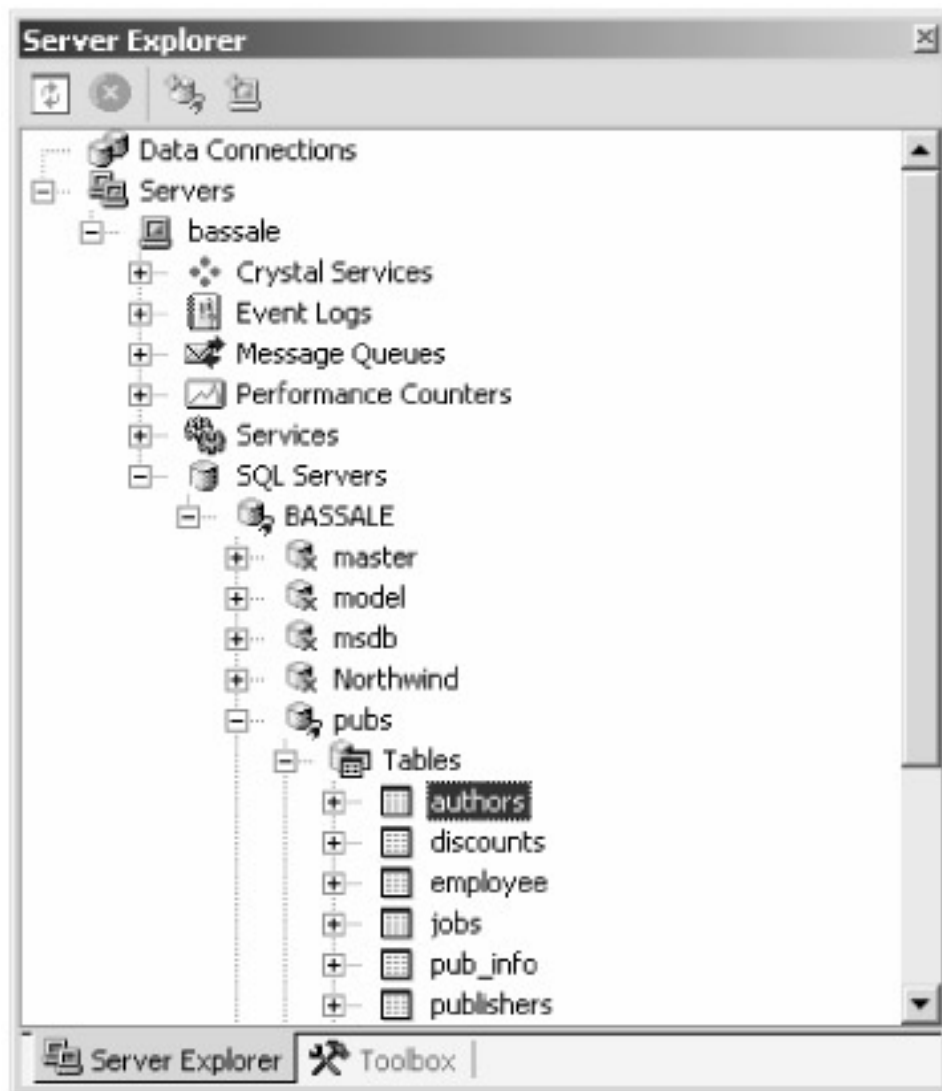 Server Explorer
Data Connections
Servers
bassale
Crystal Services
Event Logs
Message Queues
Performance Counters
Services
SQL Servers
BASSALE
master
model
msdb
Northwind
pubs
Tables
authors
discounts
employee
jobs
pub_info
publishers
Server Explorer Toolbox